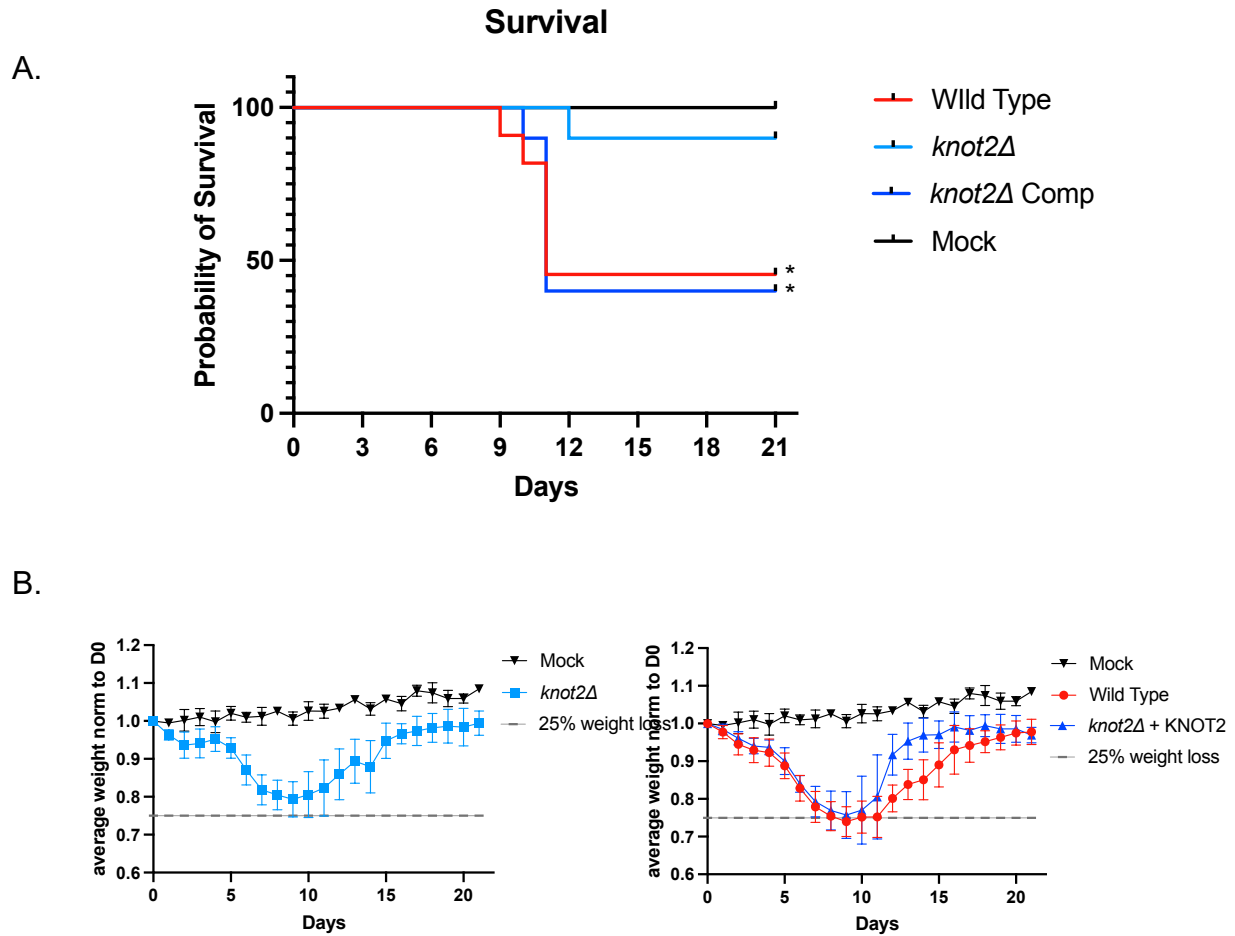 Survival
A.
Probability of Survival
100
50
0
0 3 6 9 12 15 18 21
Days
WIld Type
knot2Δ
knot2Δ Comp
Mock
*
*
B.
average weight norm to D0
1.2
1.1
1.0
0.9
0.8
0.7
0.6
0 5 10 15 20
Days
Mock
knot2Δ
25% weight loss
average weight norm to D0
1.2
1.1
1.0
0.9
0.8
0.7
0.6
0 5 10 15 20
Days
Mock
Wild Type
knot2Δ + KNOT2
25% weight loss